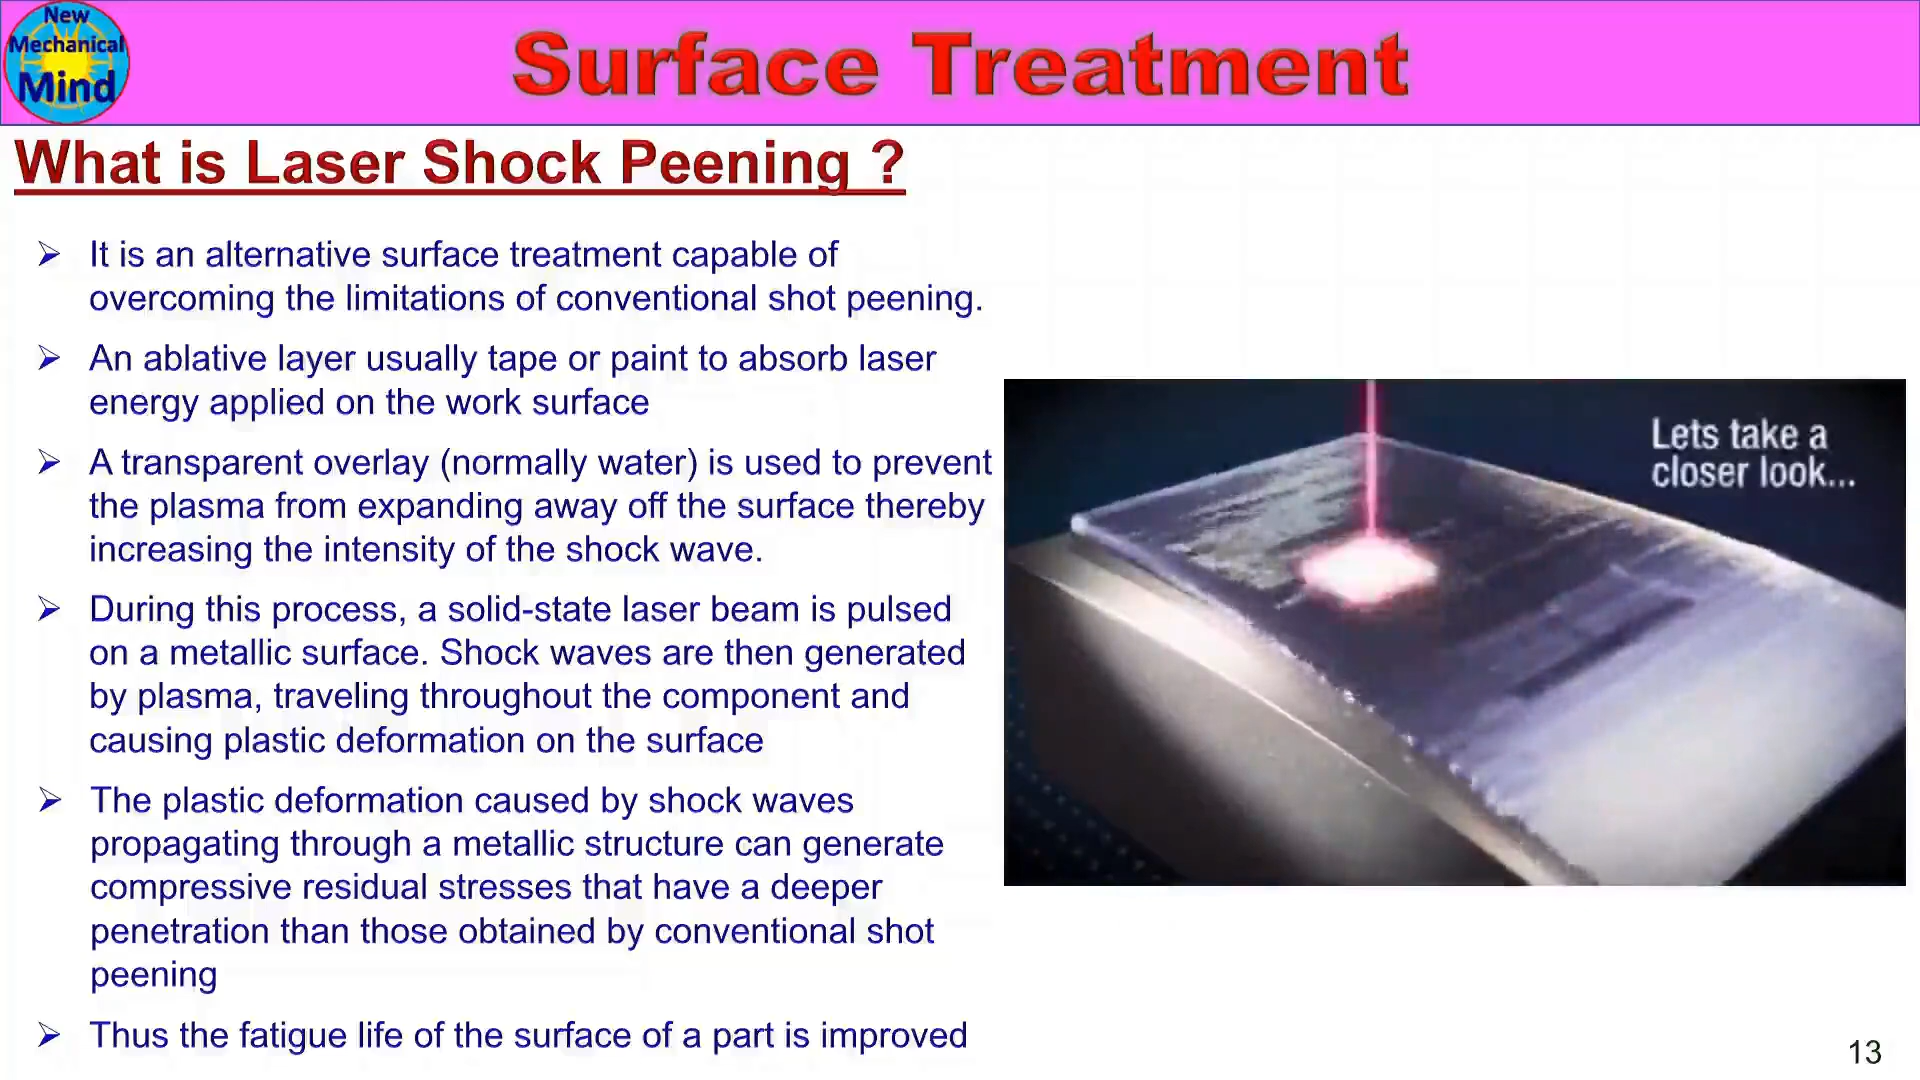 New
Mechanical
Mind
Surface Treatment
What is Laser Shock Peening ?
➢ It is an alternative surface treatment capable of
overcoming the limitations of conventional shot peening.
➢ An ablative layer usually tape or paint to absorb laser
energy applied on the work surface
➢ A transparent overlay (normally water) is used to prevent
the plasma from expanding away off the surface thereby
increasing the intensity of the shock wave.
➢ During this process, a solid-state laser beam is pulsed
on a metallic surface. Shock waves are then generated
by plasma, traveling throughout the component and
causing plastic deformation on the surface
➢ The plastic deformation caused by shock waves
propagating through a metallic structure can generate
compressive residual stresses that have a deeper
penetration than those obtained by conventional shot
peening
➢ Thus the fatigue life of the surface of a part is improved
Lets take a
closer look...
13